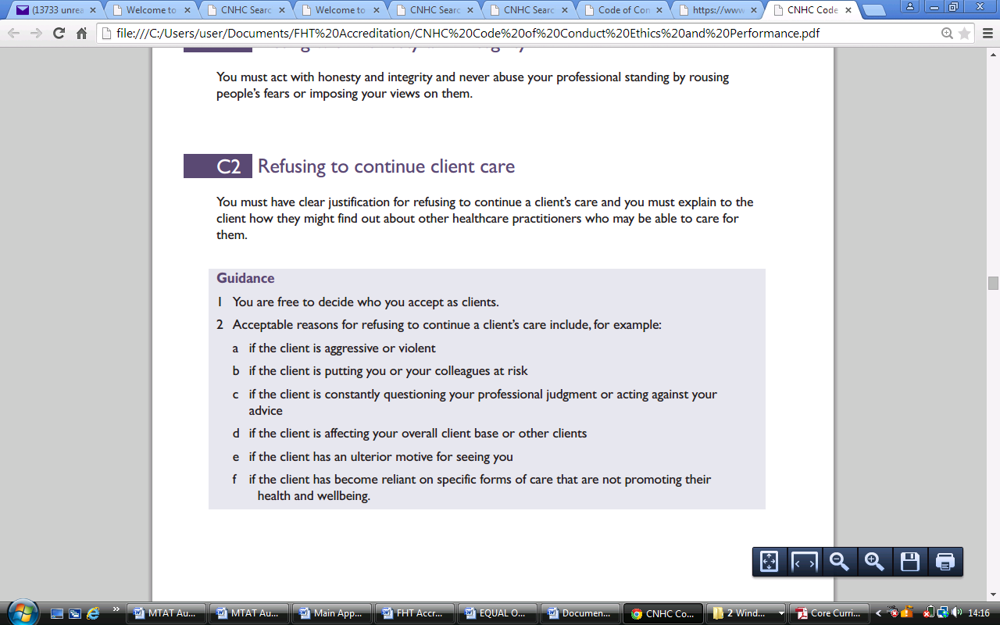 (13733 unrea
Welcome to
CNHC Searc
Welcome to
CNHC Searc
CNHC Searc
Code of Con
https://www
CNHC Code
file:///C:/Users/user/Documents/FHT%20Accreditation/CNHC%20Code%20of%20Conduct%20Ethics%20and%20Performance.pdf
You must act with honesty and integrity and never abuse your professional standing by rousing
people's fears or imposing your views on them.
C2 Refusing to continue client care
You must have clear justification for refusing to continue a client's care and you must explain to the
client how they might find out about other healthcare practitioners who may be able to care for
them.
Guidance
1 You are free to decide who you accept as clients.
2 Acceptable reasons for refusing to continue a client's care include, for example:
a if the client is aggressive or violent
b if the client is putting you or your colleagues at risk
c if the client is constantly questioning your professional judgment or acting against your
advice
d if the client is affecting your overall client base or other clients
e if the client has an ulterior motive for seeing you
f if the client has become reliant on specific forms of care that are not promoting their
health and wellbeing.
MTAT Au...
MTAT Au...
Main App...
FHT Accr...
EQUAL O...
Documen...
CNHC Co...
2 Wind...
Core Curri...
14:16